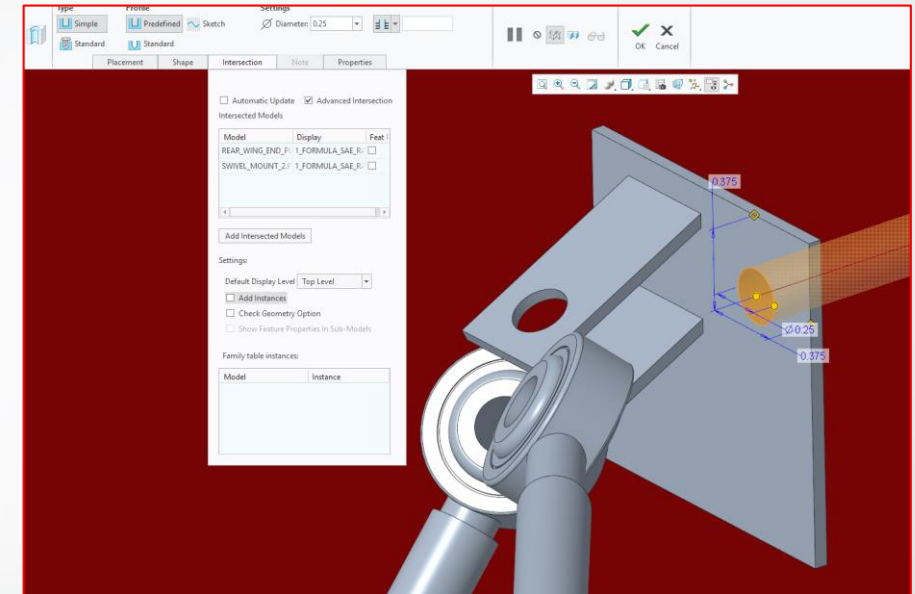 Type Profile Settings
Simple Predefined Sketch Diameter: 0.25
Standard Standard
OK Cancel
Placement Shape Intersection Note Properties
Automatic Update Advanced Intersection
Intersected Models
Model Display Feat
REAR_WING_END_P 1_FORMULA_SAE_R
SWIVEL_MOUNT_2. 1_FORMULA_SAE_R
Add Intersected Models
Settings:
Default Display Level Top Level
Add Instances
Check Geometry Option
Show Feature Properties In Sub-Models
Family table instances:
Model Instance
0.375
Ø0.25
0.375